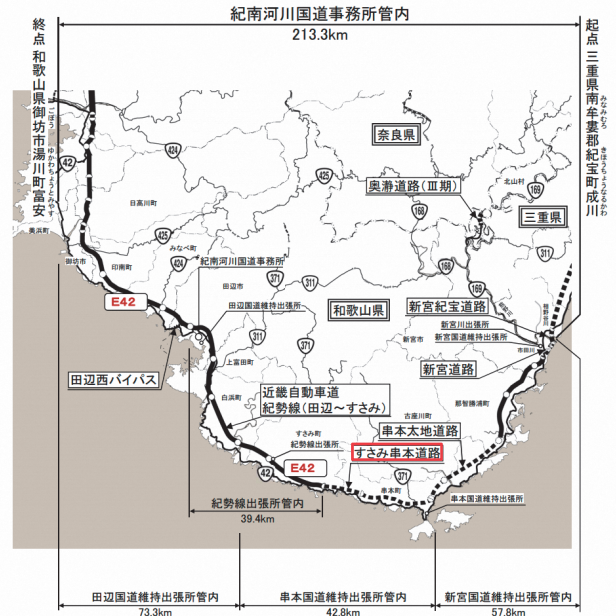 紀南河川国道事務所管内
213.3km
終点 和歌山県御坊市湯川町富安
ごぼう ゆかわちょうとみやす
起点 三重県南牟婁郡紀宝町成川
みなみむろ きほうちょうなるかわ
奈良県
424
42
425
奥瀞道路(Ⅲ期)
北山村
169
168
三重県
日高川町
美浜町
425
みなべ町
紀南河川国道事務所
311
御坊市
印南町
424
371
168
田辺市
169
E42
田辺国道維持出張所
和歌山県
新宮紀宝道路
相野谷川
311
371
新宮川出張所
新宮国道維持出張所
新宮市
市田川
田辺西バイパス
上富田町
新宮道路
白浜町
近畿自動車道
紀勢線(田辺~すさみ)
那智勝浦町
古座川町
すさみ町
紀勢線出張所
串本太地道路
すさみ串本道路
42
E42
371
串本町
串本国道維持出張所
紀勢線出張所管内
39.4km
田辺国道維持出張所管内
73.3km
串本国道維持出張所管内
42.8km
新宮国道維持出張所管内
57.8km